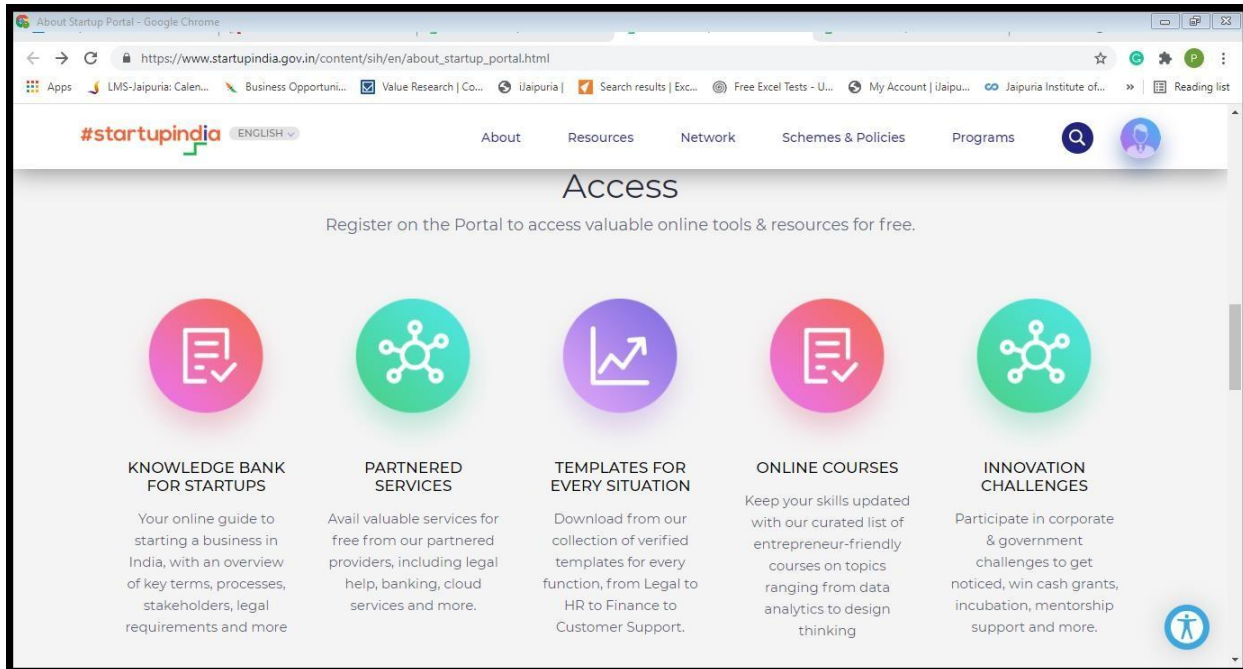 About Startup Portal - Google Chrome
https://www.startupindia.gov.in/content/sih/en/about_startup_portal.html
P
Apps LMS-Jaipuria: Calen... Business Opportuni... Value Research | Co... iJaipuria | Search results | Exc... Free Excel Tests - U... My Account | iJaipu... Jaipuria Institute of... » Reading list
#startupindia ENGLISH About Resources Network Schemes & Policies Programs
Access
Register on the Portal to access valuable online tools & resources for free.
KNOWLEDGE BANK
FOR STARTUPS
Your online guide to
starting a business in
India, with an overview
of key terms, processes,
stakeholders, legal
requirements and more
PARTNERED
SERVICES
Avail valuable services for
free from our partnered
providers, including legal
help, banking, cloud
services and more.
TEMPLATES FOR
EVERY SITUATION
Download from our
collection of verified
templates for every
function, from Legal to
HR to Finance to
Customer Support.
ONLINE COURSES
Keep your skills updated
with our curated list of
entrepreneur-friendly
courses on topics
ranging from data
analytics to design
thinking
INNOVATION
CHALLENGES
Participate in corporate
& government
challenges to get
noticed, win cash grants,
incubation, mentorship
support and more.